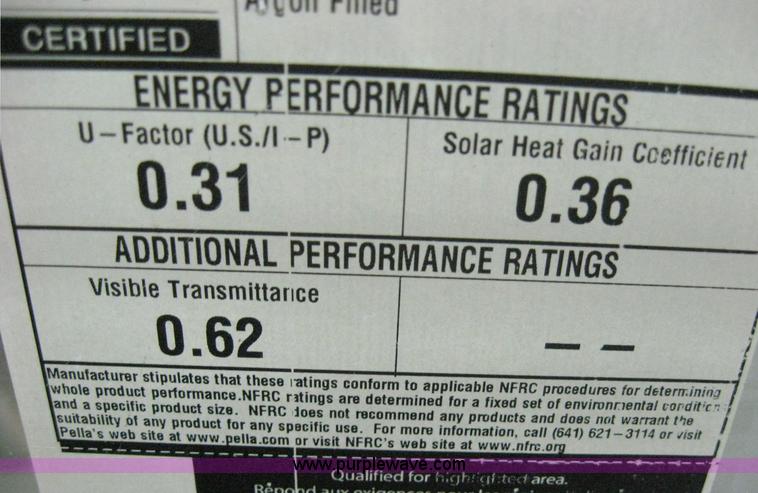 Argon Filled
CERTIFIED
ENERGY PERFORMANCE RATINGS
U-Factor (U.S./I-P)
Solar Heat Gain Coefficient
0.31
0.36
ADDITIONAL PERFORMANCE RATINGS
Visible Transmittance
0.62
— —
Manufacturer stipulates that these ratings conform to applicable NFRC procedures for determining
whole product performance.NFRC ratings are determined for a fixed set of environmental conditions
and a specific product size. NFRC does not recommend any products and does not warrant the
suitability of any product for any specific use. For more information, call (641) 621-3114 or visit
Pella's web site at www.pella.com or visit NFRC's web site at www.nfrc.org
www.purplewave.com
Qualified for highlighted area.
Répond aux exigences